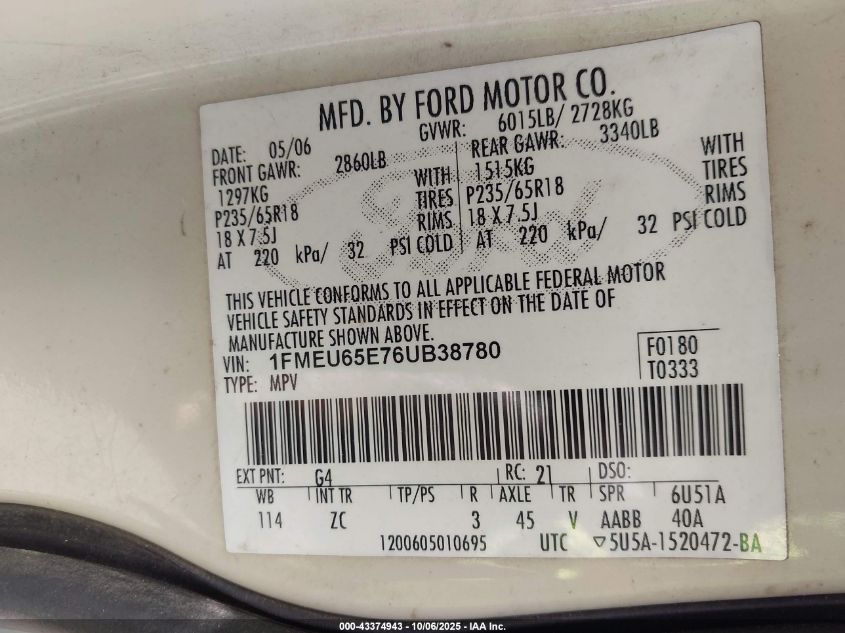 MFD. BY FORD MOTOR CO.
DATE: 05/06 GVWR: 6015LB/ 2728KG
FRONT GAWR: 2860LB REAR GAWR: 3340LB
1297KG WITH 1515KG WITH
P235/65R18 TIRES P235/65R18 TIRES
18 X 7.5J RIMS 18 X 7.5J RIMS
AT 220 kPa/ 32 PSI COLD AT 220 kPa/ 32 PSI COLD
THIS VEHICLE CONFORMS TO ALL APPLICABLE FEDERAL MOTOR
VEHICLE SAFETY STANDARDS IN EFFECT ON THE DATE OF
MANUFACTURE SHOWN ABOVE.
VIN: 1FMEU65E76UB38780 F0180
TYPE: MPV T0333
EXT PNT: G4 RC: 21 DSO:
WB INT TR TP/PS R AXLE TR SPR 6U51A
114 ZC 3 45 V AABB 40A
1200605010695 UTC ▽5U5A-1520472-BA
000-43374943 - 10/06/2025 - IAA Inc.